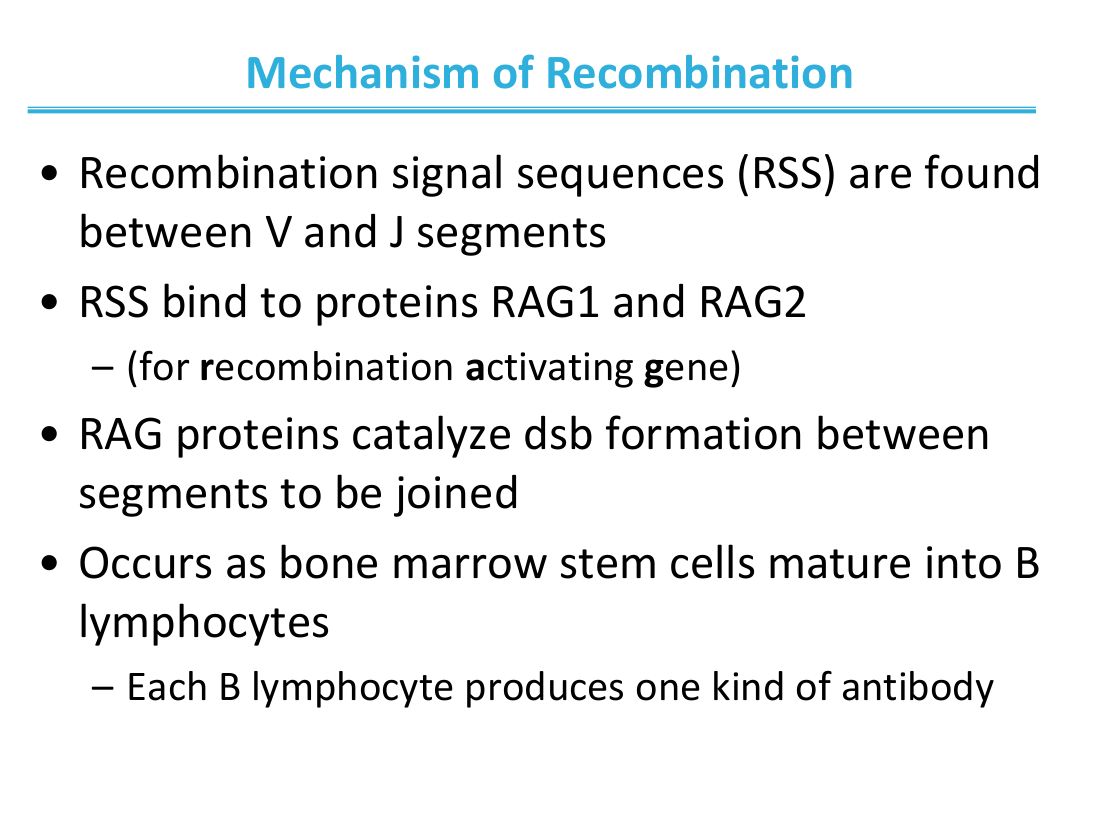 Mechanism of Recombination
• Recombination signal sequences (RSS) are found
between V and J segments
• RSS bind to proteins RAG1 and RAG2
– (for recombination activating gene)
• RAG proteins catalyze dsb formation between
segments to be joined
• Occurs as bone marrow stem cells mature into B
lymphocytes
– Each B lymphocyte produces one kind of antibody